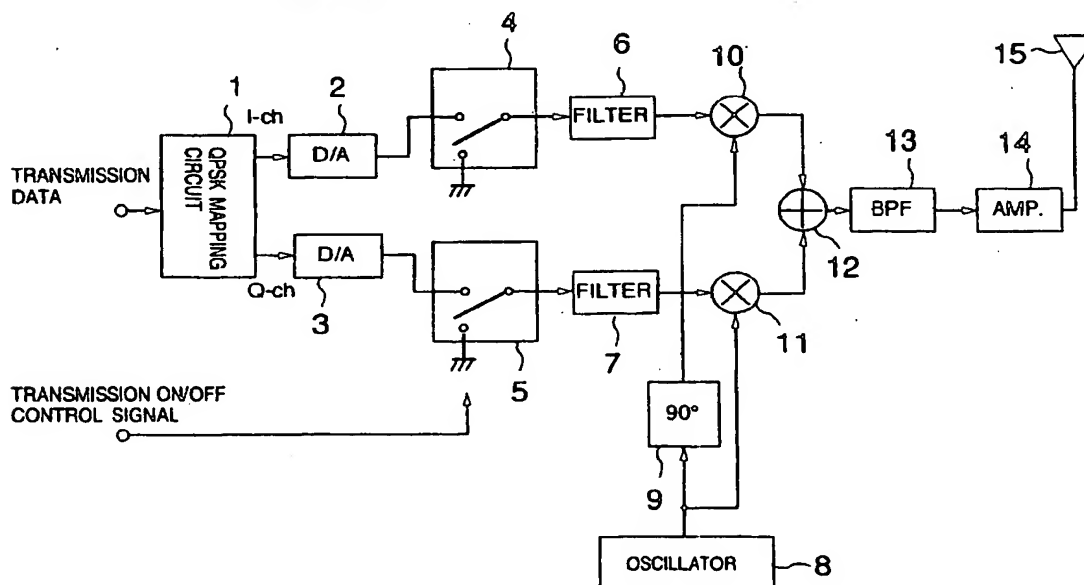 4
6
10
15
1
I-ch
2
FILTER
13
14
TRANSMISSION
DATA
QPSK MAPPING
CIRCUIT
D/A
BPF
AMP.
12
Q-ch
D/A
3
FILTER
7
11
5
TRANSMISSION ON/OFF
CONTROL SIGNAL
90°
9
OSCILLATOR
8